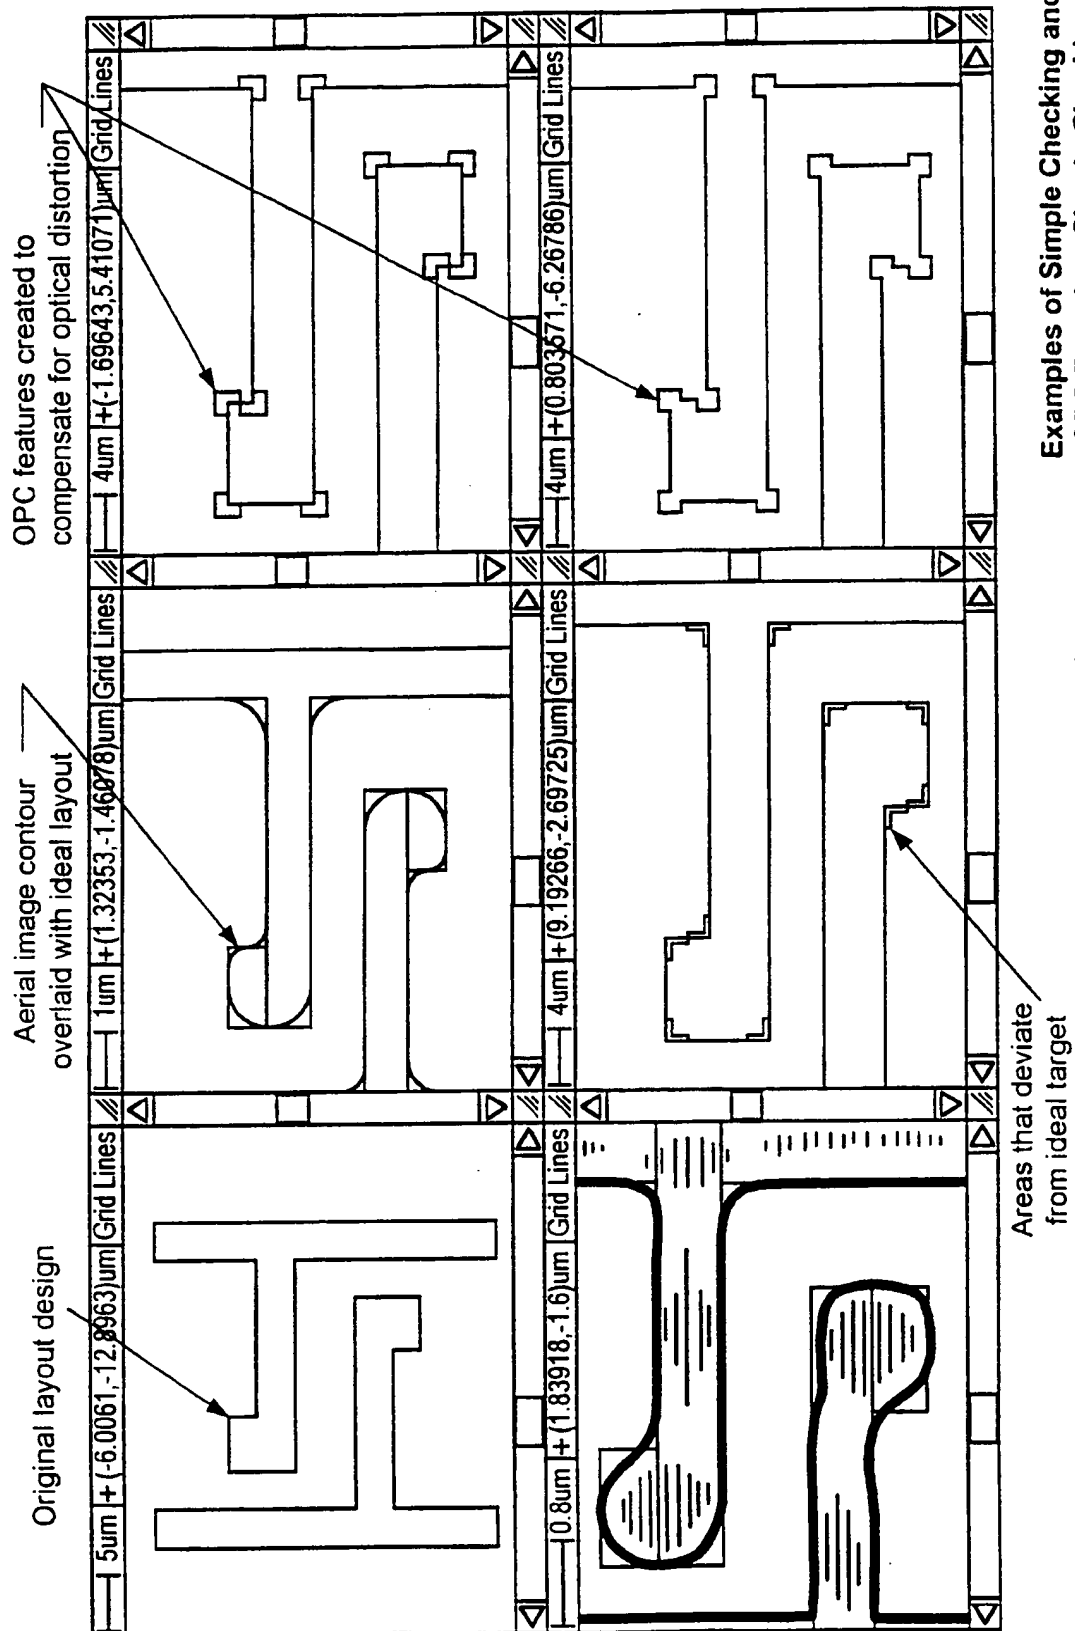 Original layout design
Aerial image contour
overlaid with ideal layout
OPC features created to
compensate for optical distortion
5um +(-6.0061,-12.8963)um Grid Lines
1um +(1.32353,-1.46078)um Grid Lines
4um +(-1.69643,5.41071)um Grid Lines
0.8um +(1.83918,-1.6)um Grid Lines
4um +(9.19266,-2.69725)um Grid Lines
4um +(0.803571,-6.26786)um Grid Lines
Areas that deviate
from ideal target
Examples of Simple Checking and